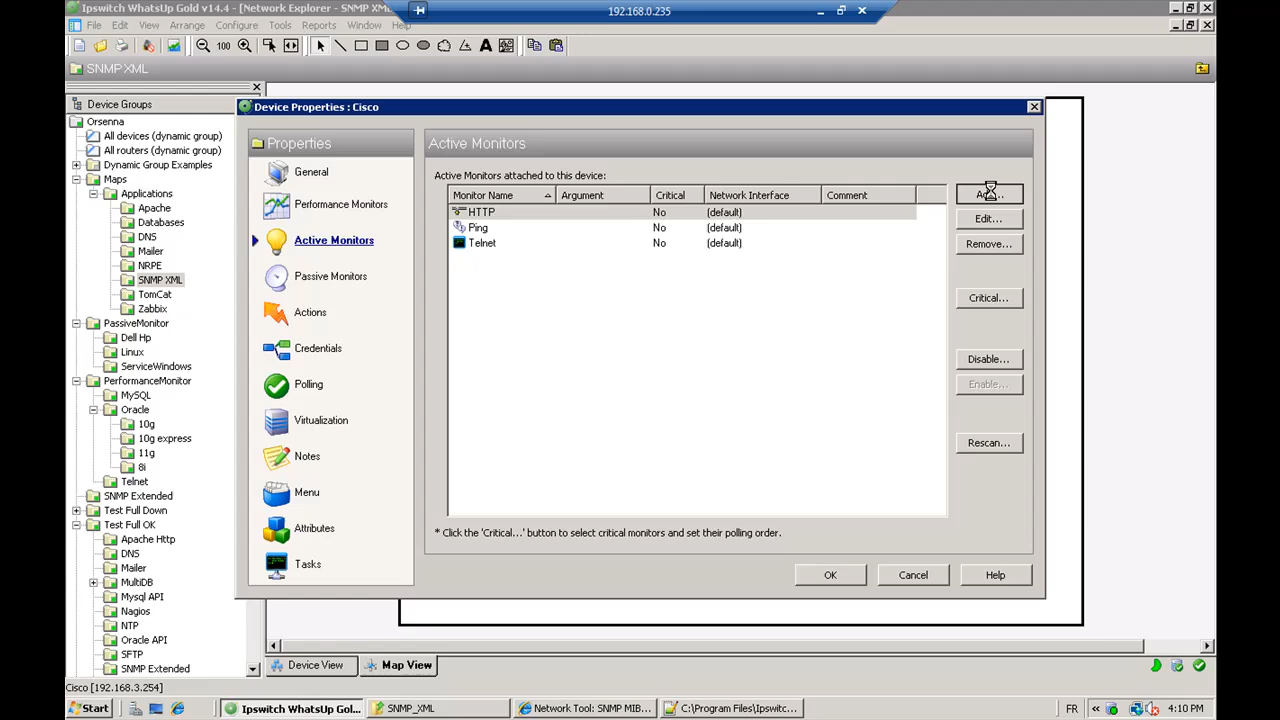 Ipswitch WhatsUp Gold v14.4 - [Network Explorer - SNMP XML
192.168.0.235
File Edit View Insert Arrange Configure Tools Reports Window Help
100
SNMP XML
Device Groups
Orsenna
All devices (dynamic group)
All routers (dynamic group)
Dynamic Group Examples
Maps
Applications
Apache
Databases
DNS
Mailer
NRPE
SNMP XML
TomCat
Zabbix
PassiveMonitor
Dell Hp
Linux
ServiceWindows
PerformanceMonitor
MySQL
Oracle
10g
10g express
11g
8i
Telnet
SNMP Extended
Test Full Down
Test Full OK
Apache Http
DNS
Mailer
MultiDB
Mysql API
Nagios
NTP
Oracle API
SFTP
SNMP Extended
Device Properties : Cisco
Properties
General
Performance Monitors
Active Monitors
Passive Monitors
Actions
Credentials
Polling
Virtualization
Notes
Menu
Attributes
Tasks
Active Monitors
Active Monitors attached to this device:
Monitor Name Argument Critical Network Interface Comment
HTTP No (default)
Ping No (default)
Telnet No (default)
Edit...
Remove...
Critical...
Disable...
Enable...
Rescan...
* Click the 'Critical...' button to select critical monitors and set their polling order.
OK Cancel Help
Device View Map View
Cisco [192.168.3.254]
Start Ipswitch WhatsUp Gol... SNMP_XML Network Tool: SNMP MIB... C:\Program Files\Ipswitc... FR « 4:10 PM